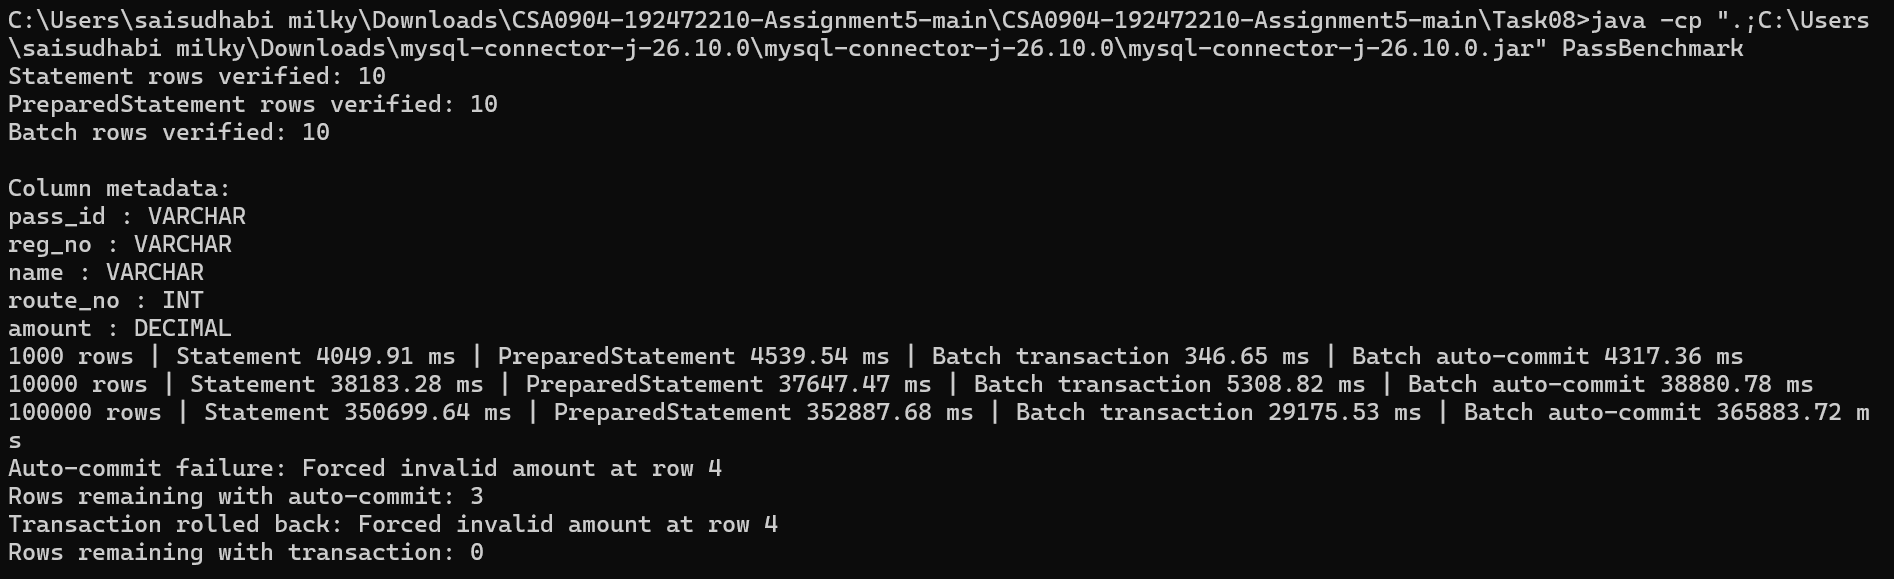 C:\Users\saisudhabi milky\Downloads\CSA0904-192472210-Assignment5-main\CSA0904-192472210-Assignment5-main\Task08>java -cp ".;C:\Users
\saisudhabi milky\Downloads\mysql-connector-j-26.10.0\mysql-connector-j-26.10.0\mysql-connector-j-26.10.0.jar" PassBenchmark
Statement rows verified: 10
PreparedStatement rows verified: 10
Batch rows verified: 10

Column metadata:
pass_id : VARCHAR
reg_no : VARCHAR
name : VARCHAR
route_no : INT
amount : DECIMAL
1000 rows | Statement 4049.91 ms | PreparedStatement 4539.54 ms | Batch transaction 346.65 ms | Batch auto-commit 4317.36 ms
10000 rows | Statement 38183.28 ms | PreparedStatement 37647.47 ms | Batch transaction 5308.82 ms | Batch auto-commit 38880.78 ms
100000 rows | Statement 350699.64 ms | PreparedStatement 352887.68 ms | Batch transaction 29175.53 ms | Batch auto-commit 365883.72 m
s
Auto-commit failure: Forced invalid amount at row 4
Rows remaining with auto-commit: 3
Transaction rolled back: Forced invalid amount at row 4
Rows remaining with transaction: 0